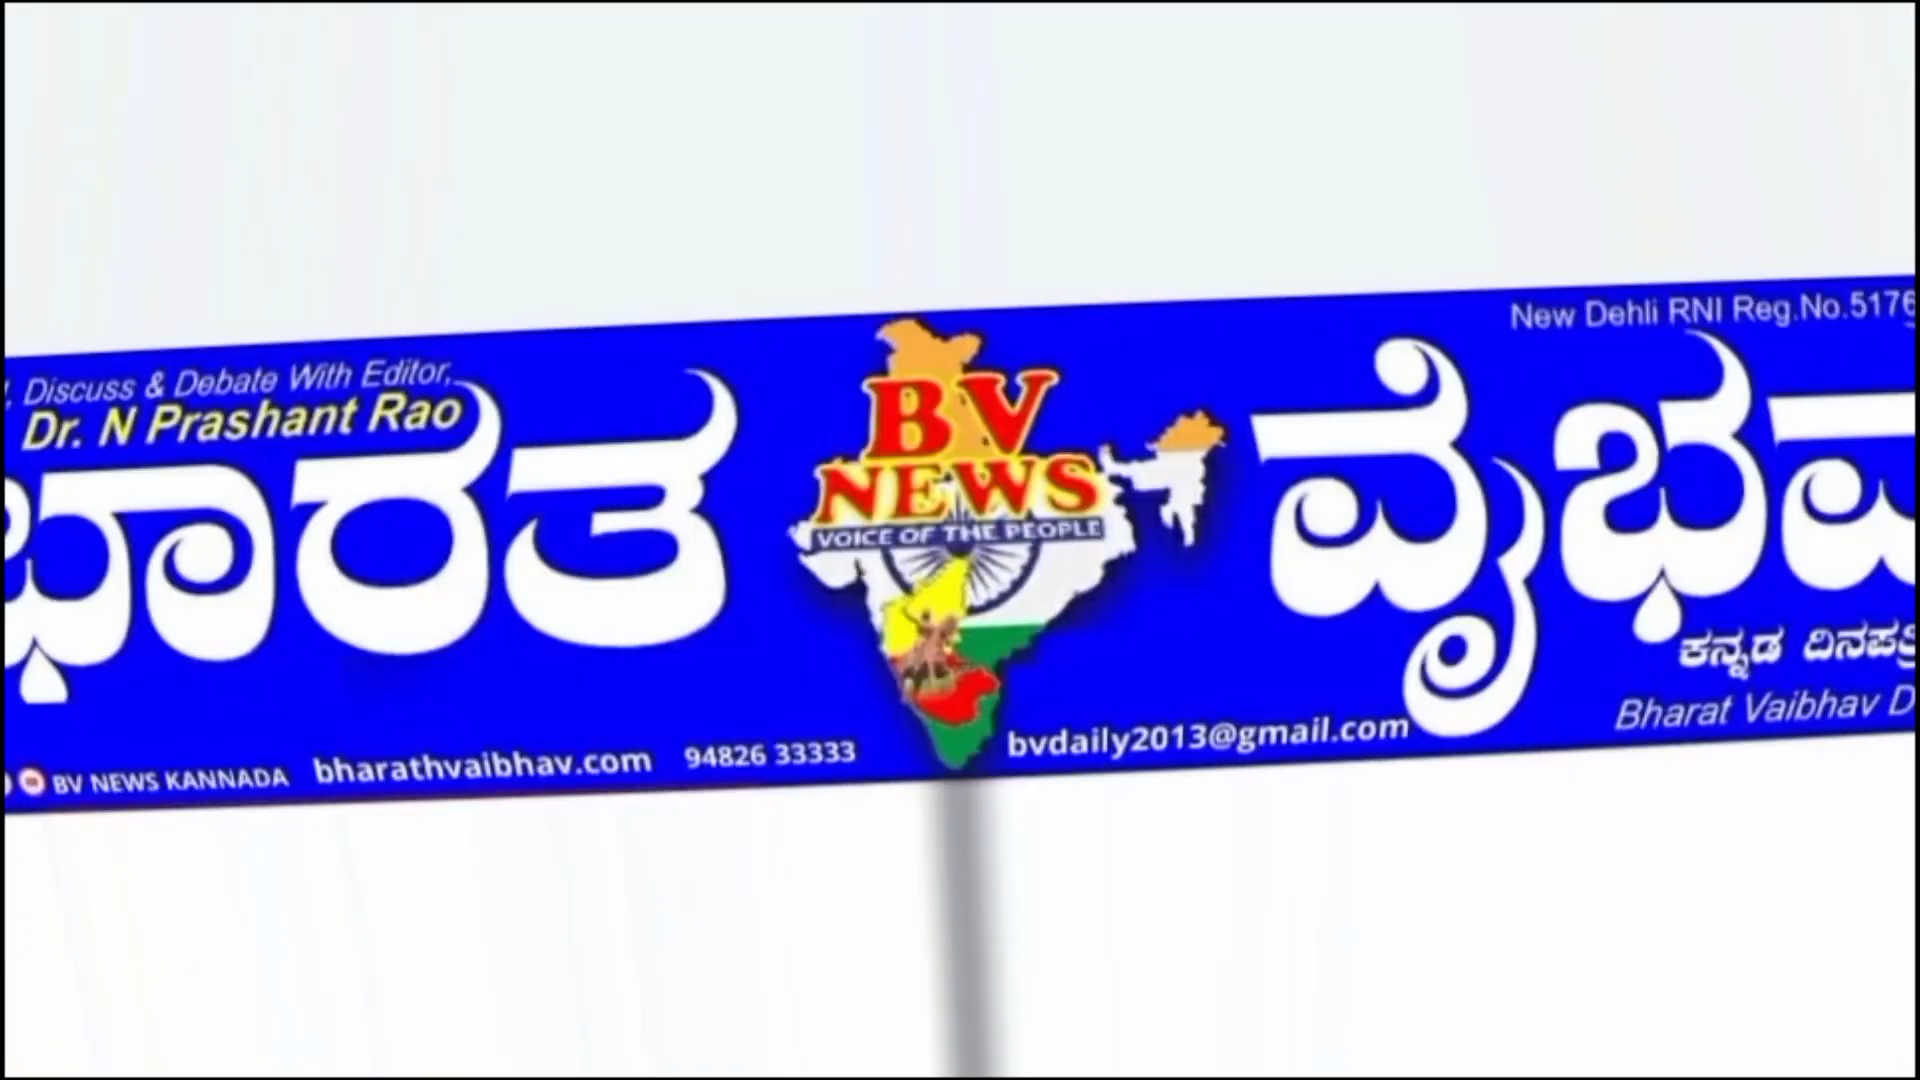 Discuss & Debate With Editor,
Dr. N Prashant Rao
New Dehli RNI Reg.No.5176
ಭಾರತ
BV
NEWS
VOICE OF THE PEOPLE
ವೈಭವ
ಕನ್ನಡ
Bharat Vaibhav
BV NEWS KANNADA bharathvaibhav.com 94826 33333 bvdaily2013@gmail.com